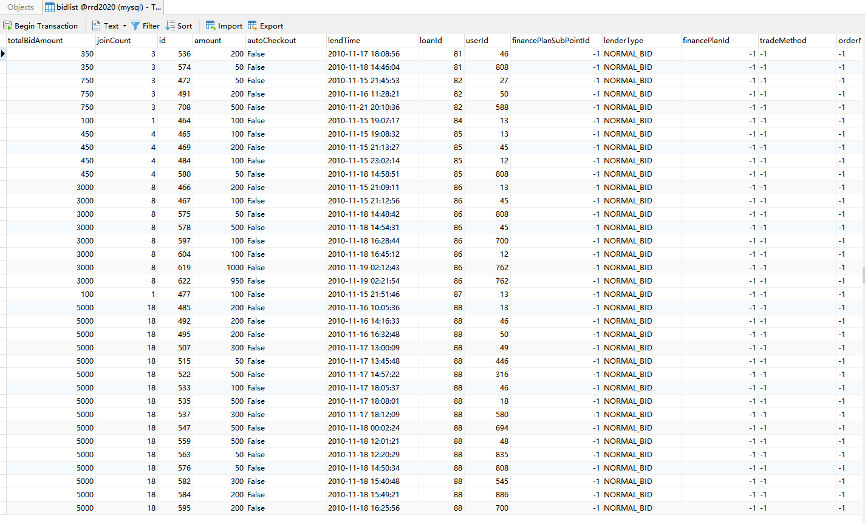 Objects bidlist @rrd2020 (mysql) - T...
Begin Transaction Text Filter Sort Import Export
totalBidAmount joinCount id amount autoCheckout lendTime loanId userId financePlanSubPointId lenderType financePlanId tradeMethod
350 3 536 200 False 2010-11-17 18:08:56 81 46 -1 NORMAL_BID -1 -1 -1
350 3 574 50 False 2010-11-18 14:46:04 81 808 -1 NORMAL_BID -1 -1 -1
750 3 472 50 False 2010-11-15 21:45:53 82 27 -1 NORMAL_BID -1 -1 -1
750 3 491 200 False 2010-11-16 11:28:21 82 50 -1 NORMAL_BID -1 -1 -1
750 3 708 500 False 2010-11-21 20:10:36 82 588 -1 NORMAL_BID -1 -1 -1
100 1 464 100 False 2010-11-15 19:07:17 84 13 -1 NORMAL_BID -1 -1 -1
450 4 465 100 False 2010-11-15 19:08:32 85 13 -1 NORMAL_BID -1 -1 -1
450 4 469 200 False 2010-11-15 21:13:27 85 45 -1 NORMAL_BID -1 -1 -1
450 4 484 100 False 2010-11-15 23:02:14 85 12 -1 NORMAL_BID -1 -1 -1
450 4 580 50 False 2010-11-18 14:58:51 85 808 -1 NORMAL_BID -1 -1 -1
3000 8 466 200 False 2010-11-15 21:09:11 86 13 -1 NORMAL_BID -1 -1 -1
3000 8 467 100 False 2010-11-15 21:12:56 86 45 -1 NORMAL_BID -1 -1 -1
3000 8 575 50 False 2010-11-18 14:48:42 86 808 -1 NORMAL_BID -1 -1 -1
3000 8 578 500 False 2010-11-18 14:54:31 86 45 -1 NORMAL_BID -1 -1 -1
3000 8 597 100 False 2010-11-18 16:28:44 86 700 -1 NORMAL_BID -1 -1 -1
3000 8 604 100 False 2010-11-18 16:45:12 86 12 -1 NORMAL_BID -1 -1 -1
3000 8 619 1000 False 2010-11-19 02:12:43 86 762 -1 NORMAL_BID -1 -1 -1
3000 8 622 950 False 2010-11-19 02:21:54 86 762 -1 NORMAL_BID -1 -1 -1
100 1 477 100 False 2010-11-15 21:51:46 87 13 -1 NORMAL_BID -1 -1 -1
5000 18 485 200 False 2010-11-16 10:05:36 88 13 -1 NORMAL_BID -1 -1 -1
5000 18 492 200 False 2010-11-16 14:16:33 88 46 -1 NORMAL_BID -1 -1 -1
5000 18 495 200 False 2010-11-16 16:32:48 88 50 -1 NORMAL_BID -1 -1 -1
5000 18 507 300 False 2010-11-17 13:00:09 88 49 -1 NORMAL_BID -1 -1 -1
5000 18 515 50 False 2010-11-17 13:45:48 88 446 -1 NORMAL_BID -1 -1 -1
5000 18 522 500 False 2010-11-17 14:57:22 88 316 -1 NORMAL_BID -1 -1 -1
5000 18 533 100 False 2010-11-17 18:05:37 88 46 -1 NORMAL_BID -1 -1 -1
5000 18 535 500 False 2010-11-17 18:08:01 88 18 -1 NORMAL_BID -1 -1 -1
5000 18 537 300 False 2010-11-17 18:12:09 88 580 -1 NORMAL_BID -1 -1 -1
5000 18 547 500 False 2010-11-18 00:02:24 88 694 -1 NORMAL_BID -1 -1 -1
5000 18 559 500 False 2010-11-18 12:01:21 88 48 -1 NORMAL_BID -1 -1 -1
5000 18 563 50 False 2010-11-18 12:20:29 88 835 -1 NORMAL_BID -1 -1 -1
5000 18 576 50 False 2010-11-18 14:50:34 88 808 -1 NORMAL_BID -1 -1 -1
5000 18 582 300 False 2010-11-18 15:40:48 88 545 -1 NORMAL_BID -1 -1 -1
5000 18 584 200 False 2010-11-18 15:49:21 88 886 -1 NORMAL_BID -1 -1 -1
5000 18 595 200 False 2010-11-18 16:25:56 88 700 -1 NORMAL_BID -1 -1 -1